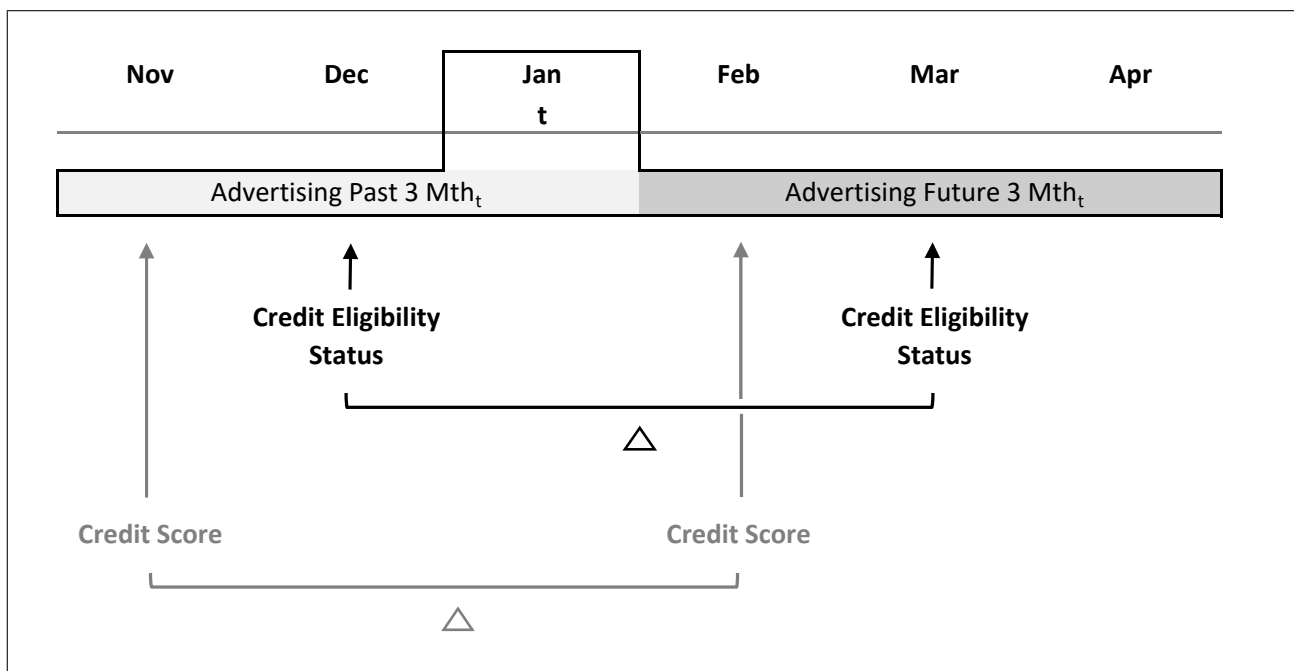 Nov Dec Jan Feb Mar Apr
t
Advertising Past 3 Mthₜ Advertising Future 3 Mthₜ
Credit Eligibility Credit Eligibility
Status Status
Credit Score Credit Score